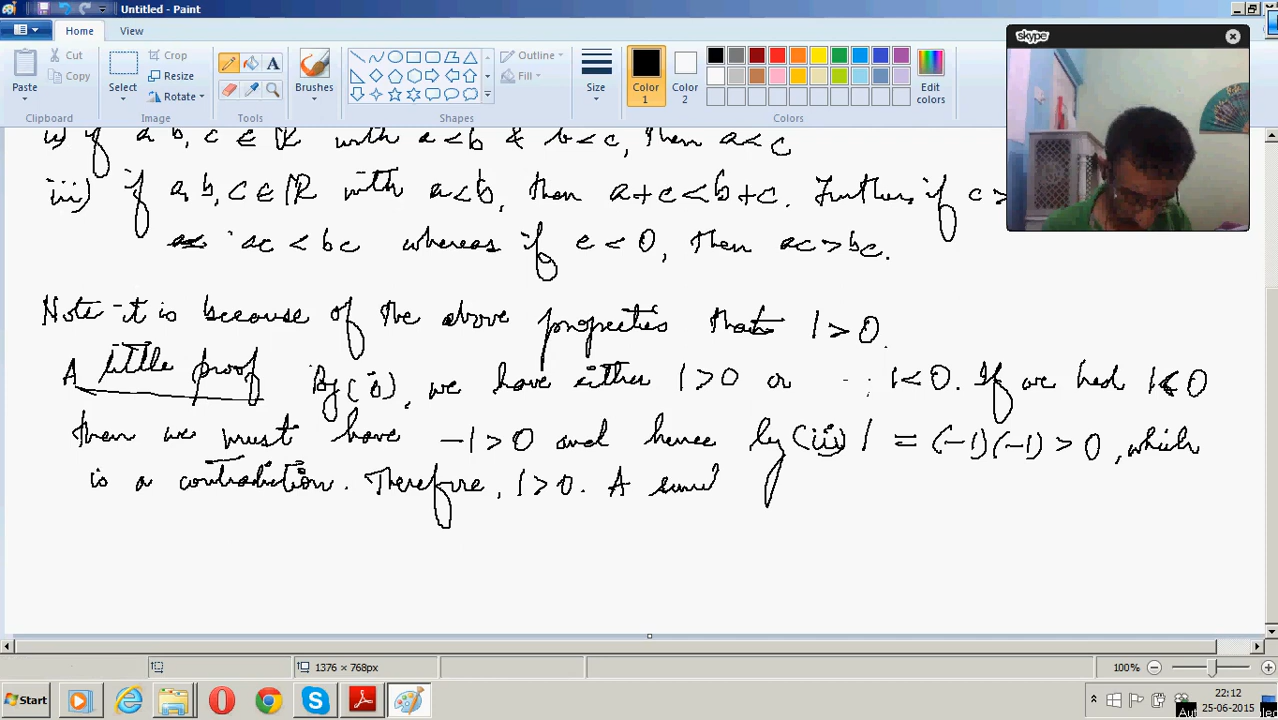 Untitled - Paint
Home View
Paste Cut Copy Select Crop Resize Rotate Brushes Outline Fill Size Color 1 Color 2 Edit colors
Clipboard Image Tools Shapes Colors
skype
ii) if a b, c ∈ ℝ with a < b & b < c, then a < c
iii) if a, b, c ∈ ℝ with a < b, then a + c < b + c. Further if c >
ac < bc whereas if c < 0, then ac > bc.
Note it is because of the above properties that 1 > 0.
A little proof By (i), we have either 1 > 0 or 1 < 0. If we had 1 < 0
then we must have -1 > 0 and hence by (iii) 1 = (-1)(-1) > 0, which
is a contradiction. Therefore, 1 > 0. A
1376 × 768px 100%
Start 22:12
25-06-2015